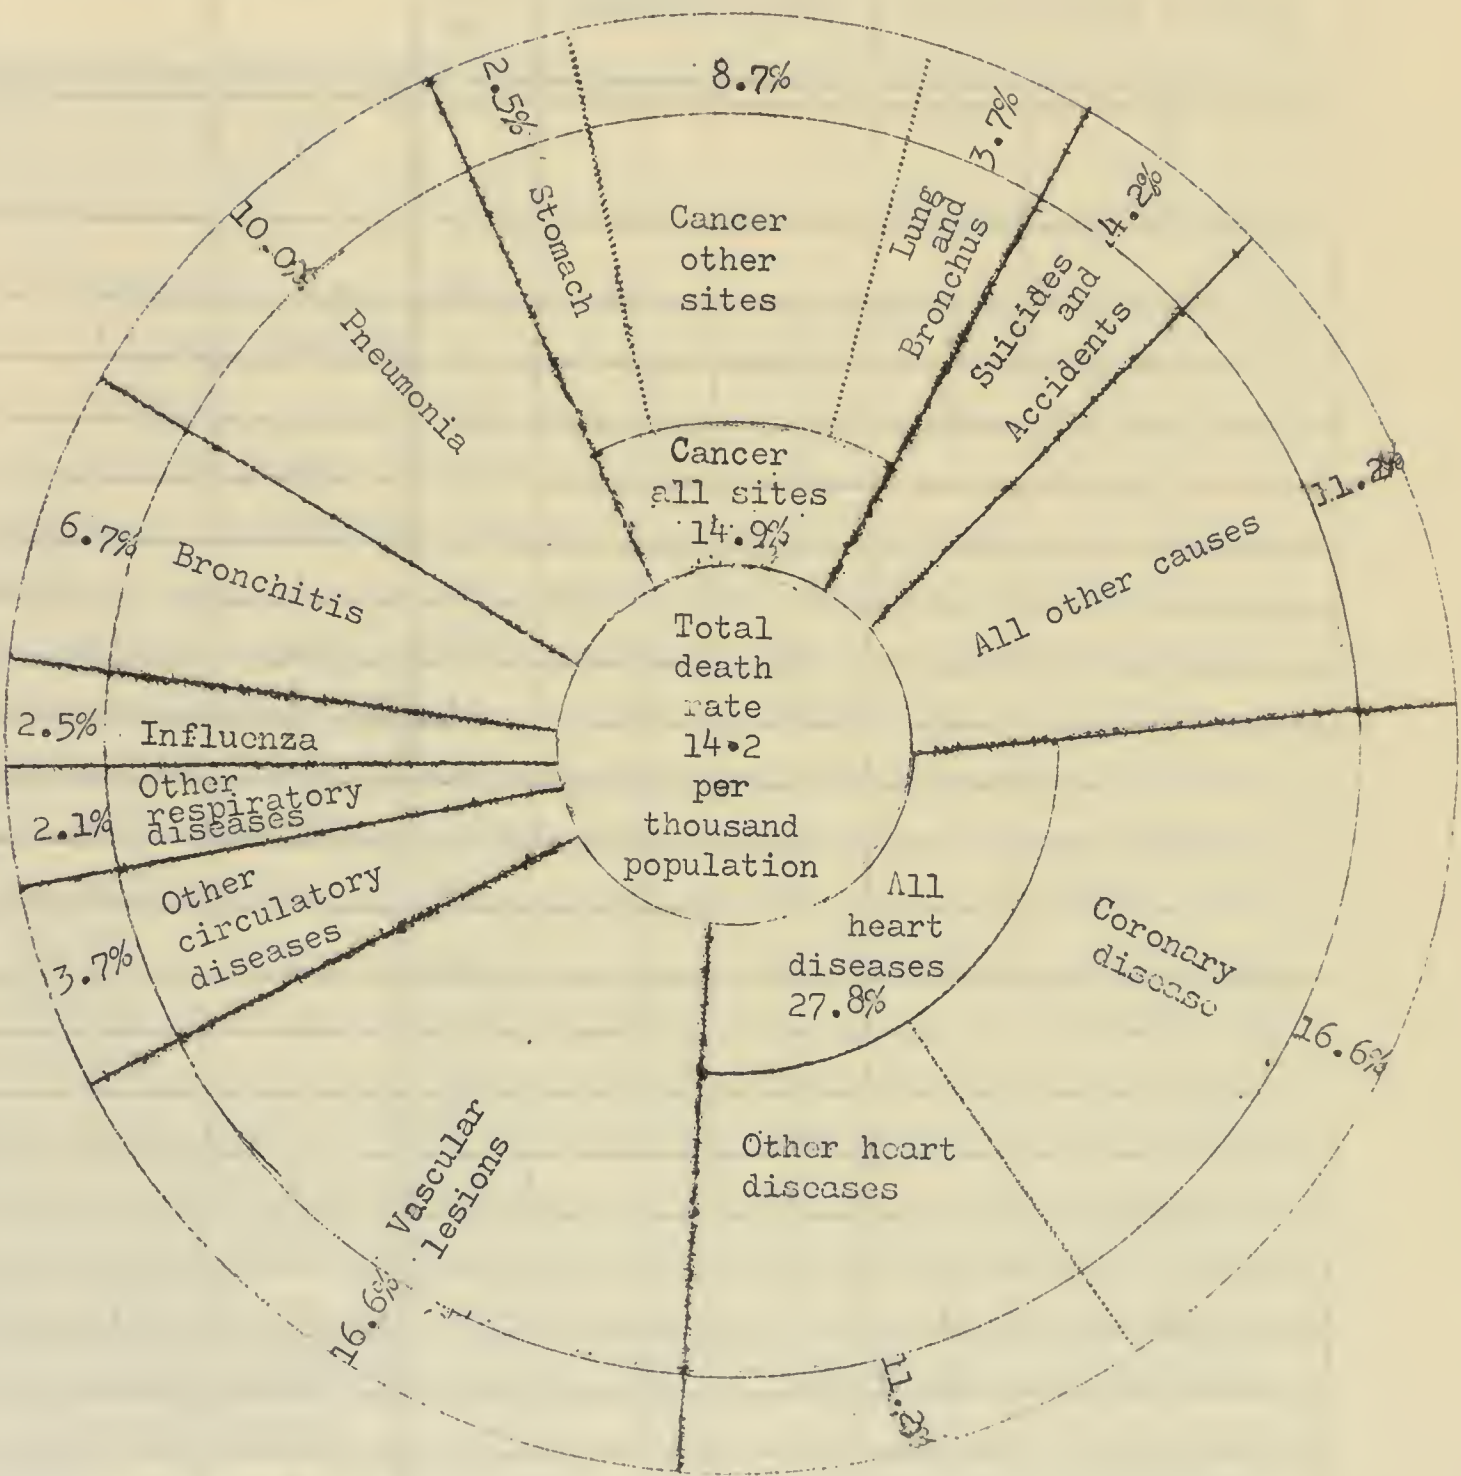 8.7%
2.5%
3.7%
4.2%
10.0%
Stomach
Cancer
other
sites
Lung
and
Bronchus
Suicides
and
Accidents
Pneumonia
Cancer
all sites
14.9%
11.2%
6.7%
Bronchitis
All other causes
Total
death
rate
14.2
per
thousand
population
2.5%
Influenza
2.1%
Other
respiratory
diseases
3.7%
Other
circulatory
diseases
All
heart
diseases
27.8%
Coronary
disease
16.6%
Vascular
lesions
16.6%
Other heart
diseases